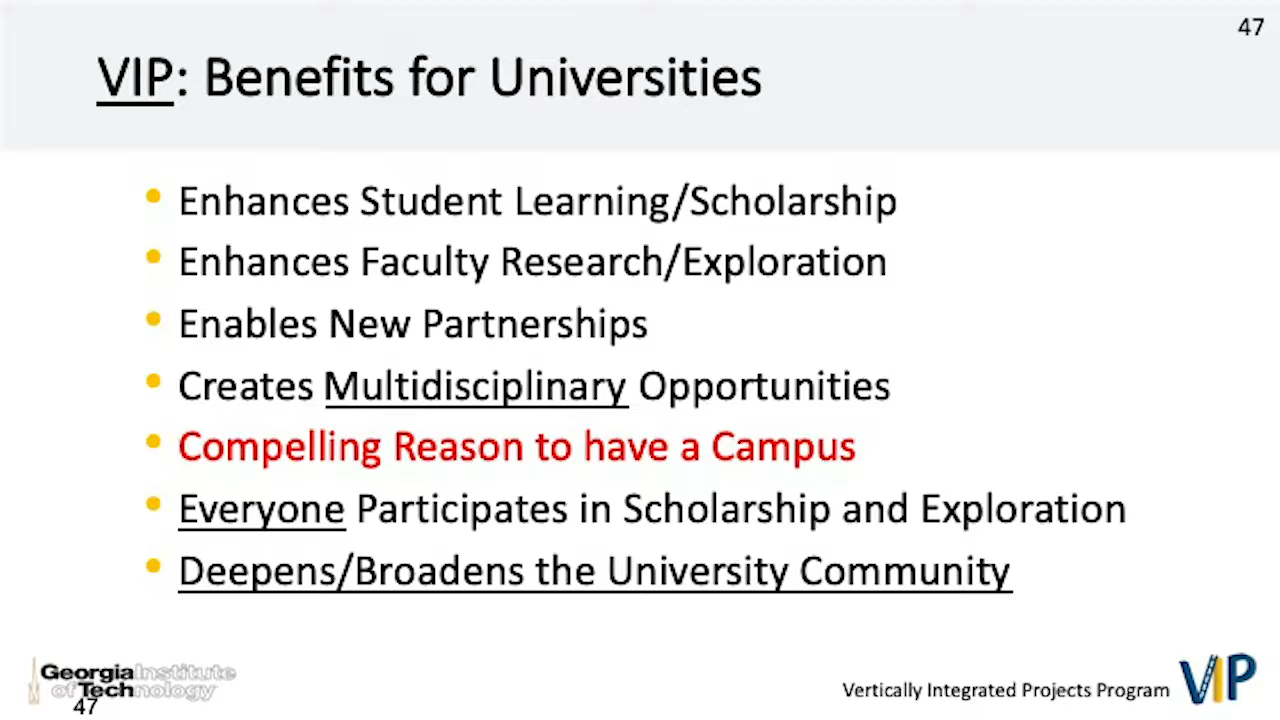 47
VIP: Benefits for Universities
• Enhances Student Learning/Scholarship
• Enhances Faculty Research/Exploration
• Enables New Partnerships
• Creates Multidisciplinary Opportunities
• Compelling Reason to have a Campus
• Everyone Participates in Scholarship and Exploration
• Deepens/Broadens the University Community
Georgia Institute
of Technology
47
Vertically Integrated Projects Program
VIP